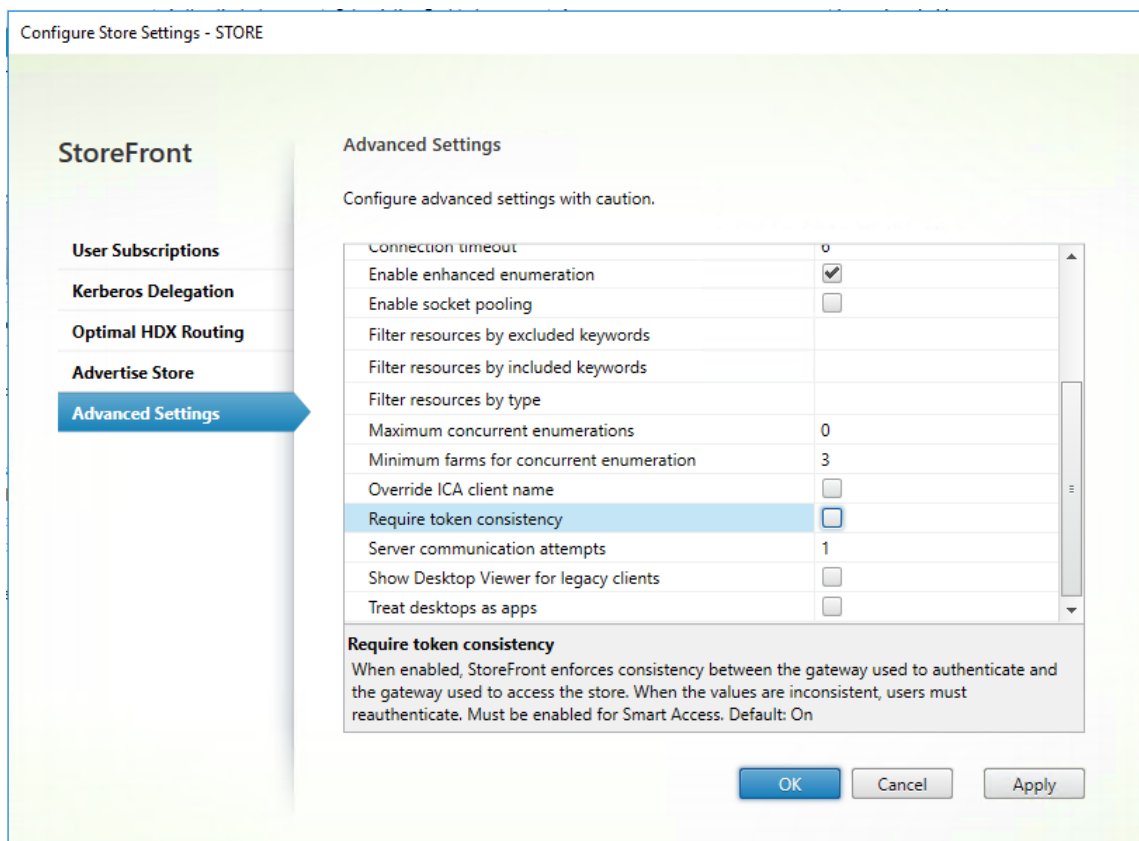 Configure Store Settings - STORE
StoreFront
User Subscriptions
Kerberos Delegation
Optimal HDX Routing
Advertise Store
Advanced Settings
Advanced Settings
Configure advanced settings with caution.
Connection timeout 6
Enable enhanced enumeration
Enable socket pooling
Filter resources by excluded keywords
Filter resources by included keywords
Filter resources by type
Maximum concurrent enumerations 0
Minimum farms for concurrent enumeration 3
Override ICA client name
Require token consistency
Server communication attempts 1
Show Desktop Viewer for legacy clients
Treat desktops as apps
Require token consistency
When enabled, StoreFront enforces consistency between the gateway used to authenticate and
the gateway used to access the store. When the values are inconsistent, users must
reauthenticate. Must be enabled for Smart Access. Default: On
OK Cancel Apply